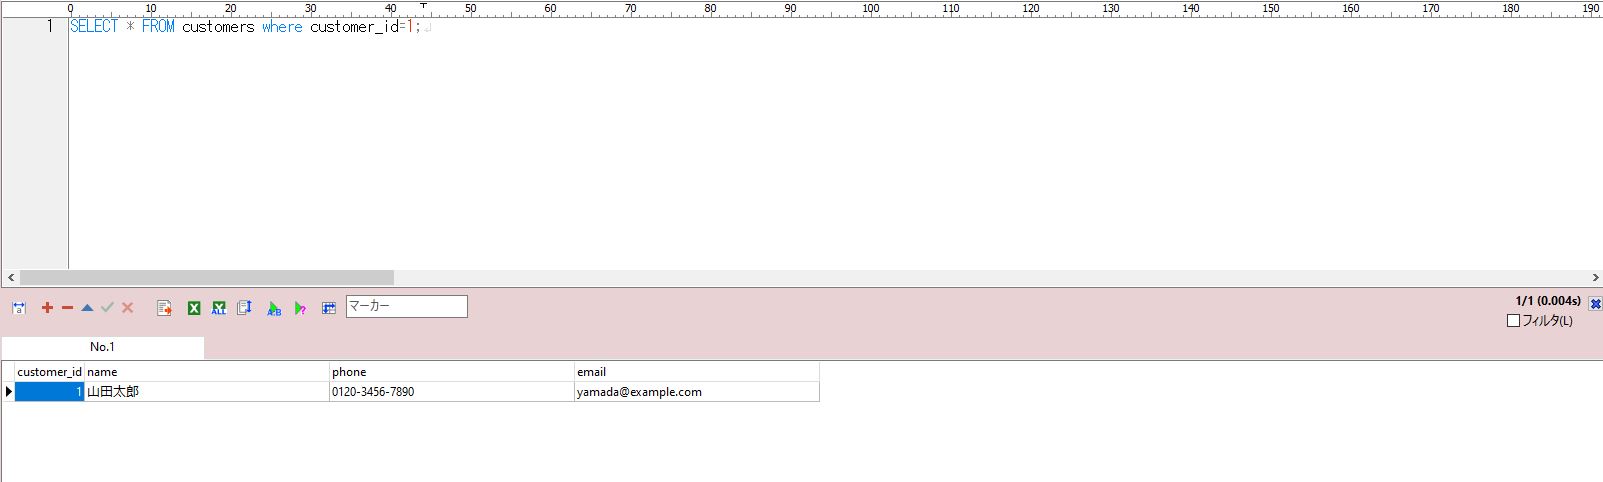 0 10 20 30 40 50 60 70 80 90 100 110 120 130 140 150 160 170 180 190
1 SELECT * FROM customers where customer_id=1;
マーカー
1/1 (0.004s)
フィルタ(L)
No.1
customer_id name phone email
1 山田太郎 0120-3456-7890 yamada@example.com